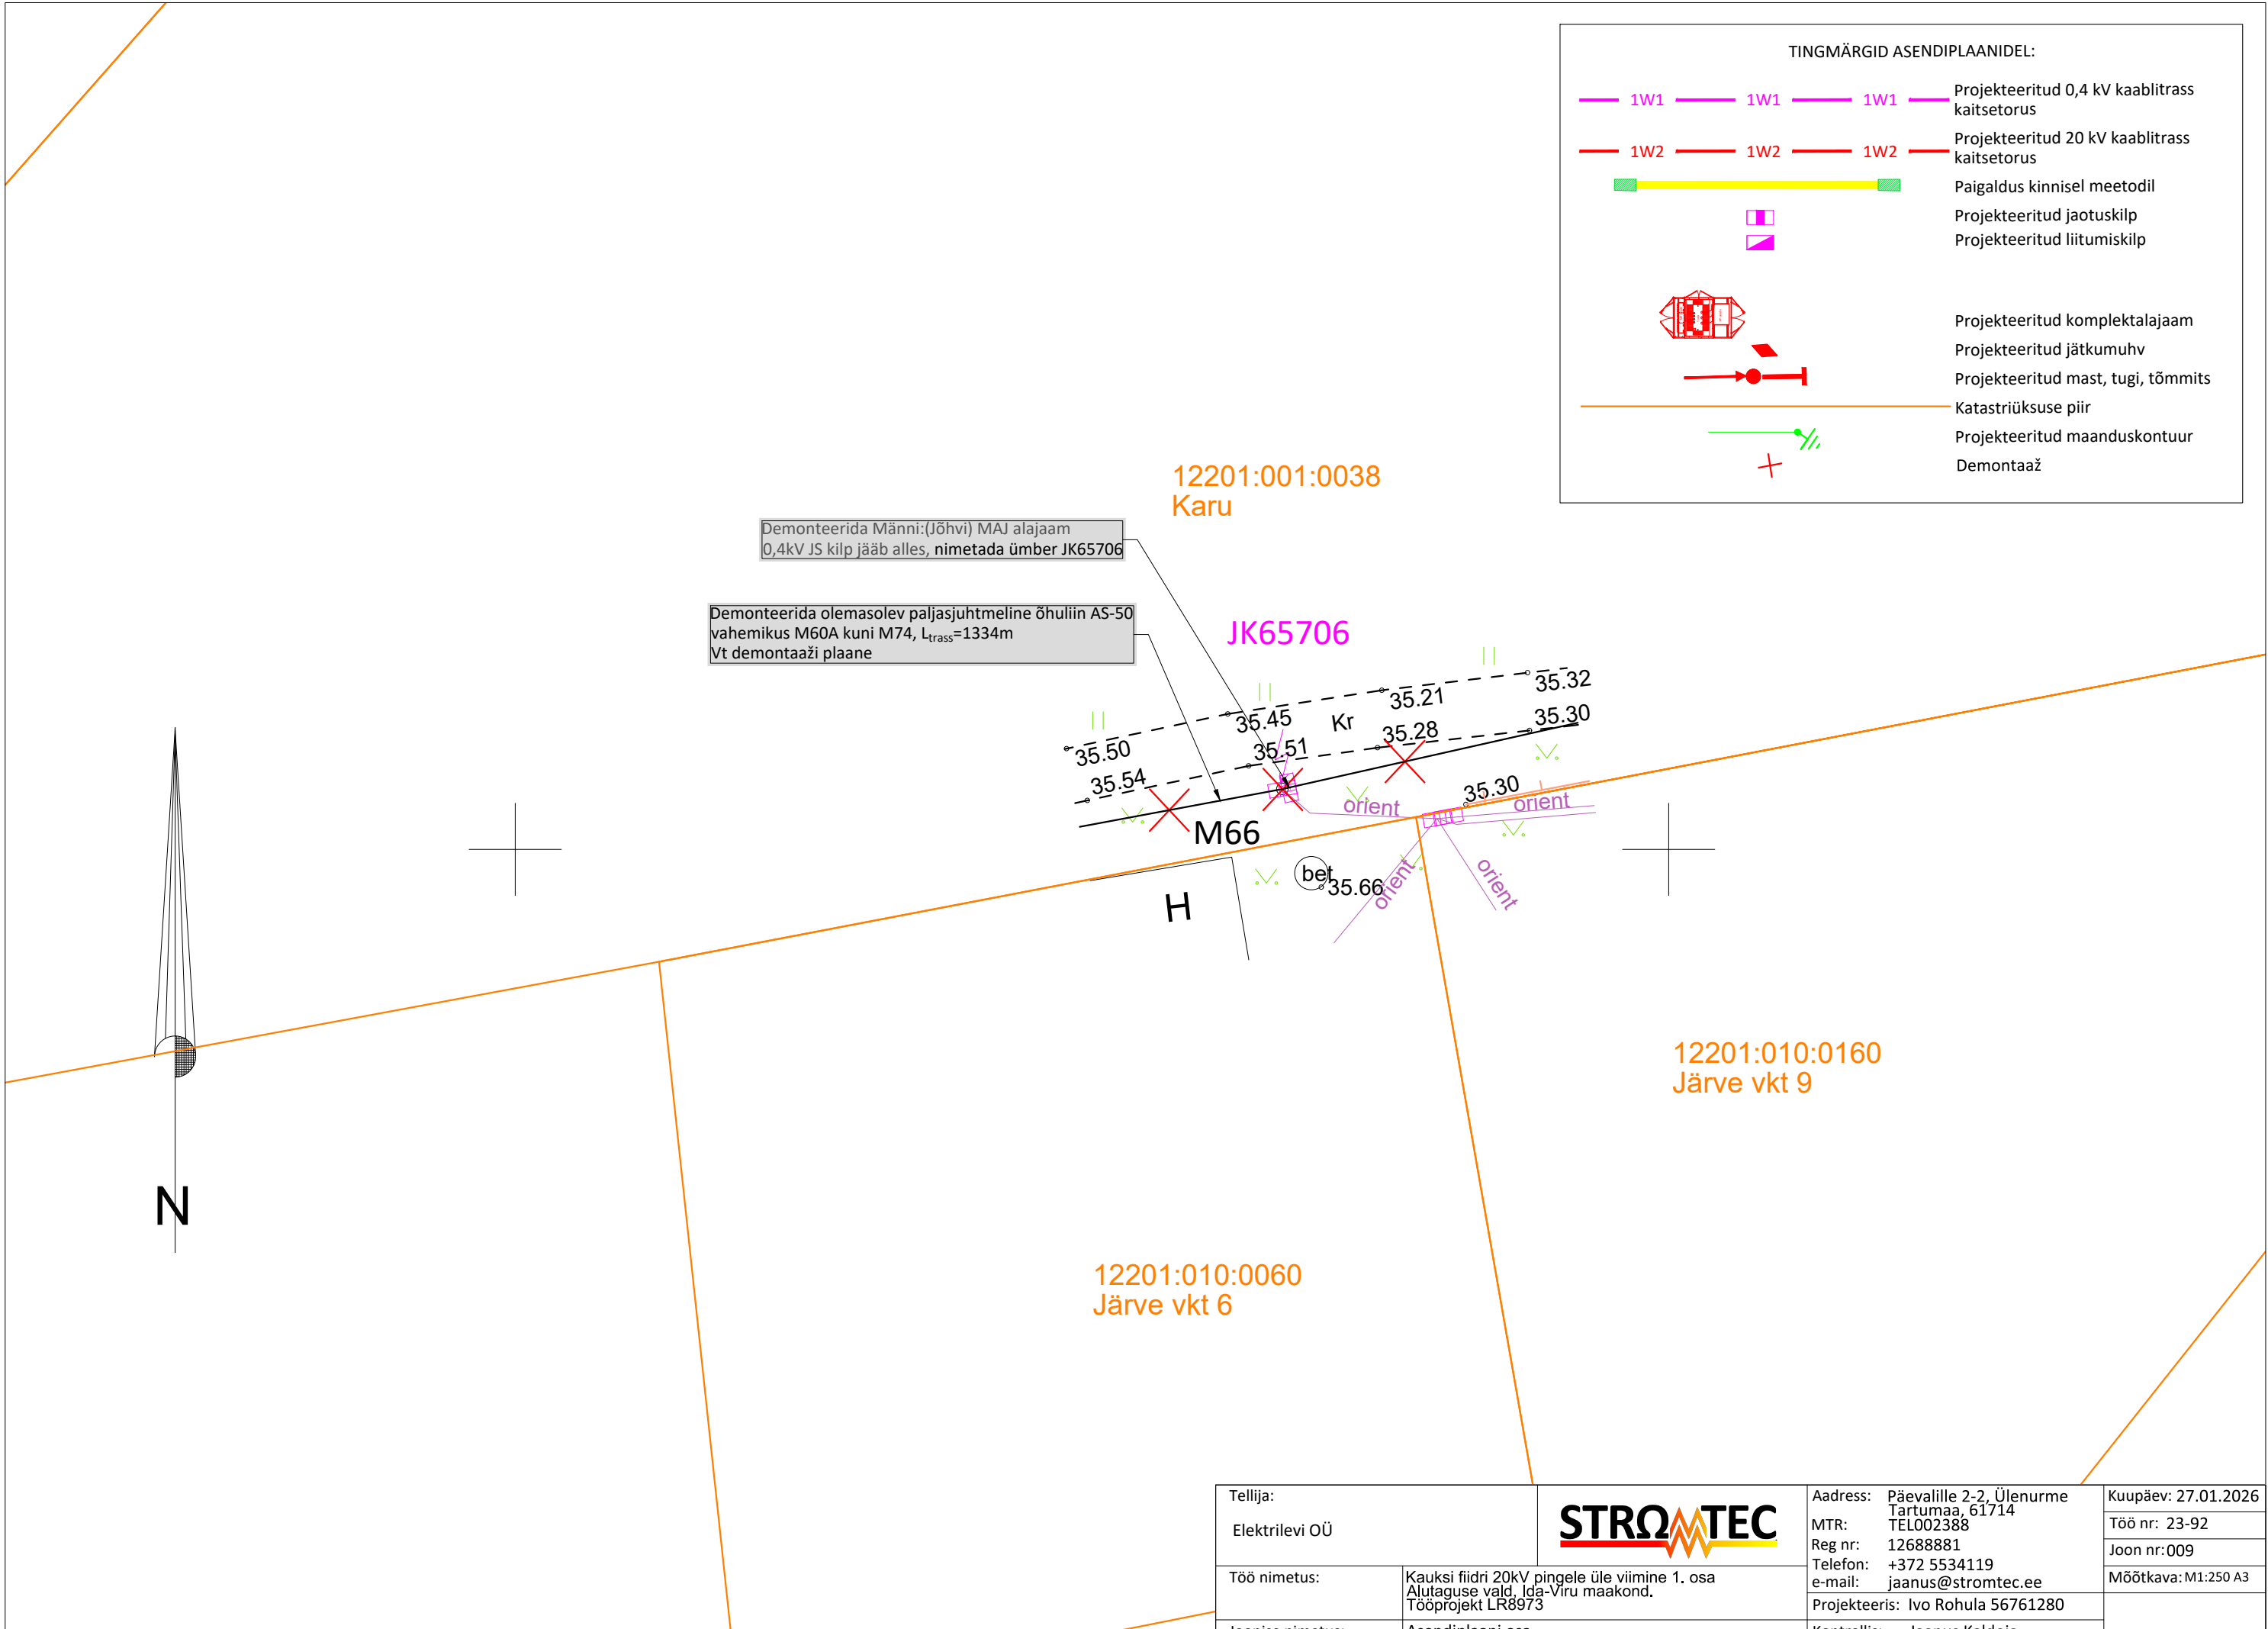 TINGMÄRGID ASENDIPLAANIDEL:
1W1 1W1 1W1 Projekteeritud 0,4 kV kaablitrass
kaitsetorus
1W2 1W2 1W2 Projekteeritud 20 kV kaablitrass
kaitsetorus
Paigaldus kinnisel meetodil
Projekteeritud jaotuskilp
Projekteeritud liitumiskilp
Projekteeritud komplektalajaam
Projekteeritud jätkumuhv
Projekteeritud mast, tugi, tõmmits
Katastriüksuse piir
Projekteeritud maanduskontuur
Demontaaž
12201:001:0038
Karu
Demonteerida Männi:(Jõhvi) MAJ alajaam
0,4kV JS kilp jääb alles, nimetada ümber JK65706
Demonteerida olemasolev paljasjuhtmeline õhuliin AS-50
vahemikus M60A kuni M74, Ltrass=1334m
Vt demontaaži plaane
JK65706
35.32
35.21
35.45
Kr
35.30
35.28
35.50
35.51
35.54
35.30
orient
orient
M66
bet
35.66
orient
orient
H
N
12201:010:0160
Järve vkt 9
12201:010:0060
Järve vkt 6
Tellija:
Elektrilevi OÜ
STRΩMTEC
Aadress: Päevalille 2-2, Ülenurme
Tartumaa, 61714
MTR: TEL002388
Reg nr: 12688881
Telefon: +372 5534119
e-mail: jaanus@stromtec.ee
Kuupäev: 27.01.2026
Töö nr: 23-92
Joon nr: 009
Mõõtkava: M1:250 A3
Töö nimetus: Kauksi fiidri 20kV pingele üle viimine 1. osa
Alutaguse vald, Ida-Viru maakond.
Tööprojekt LR8973
Projekteeris: Ivo Rohula 56761280